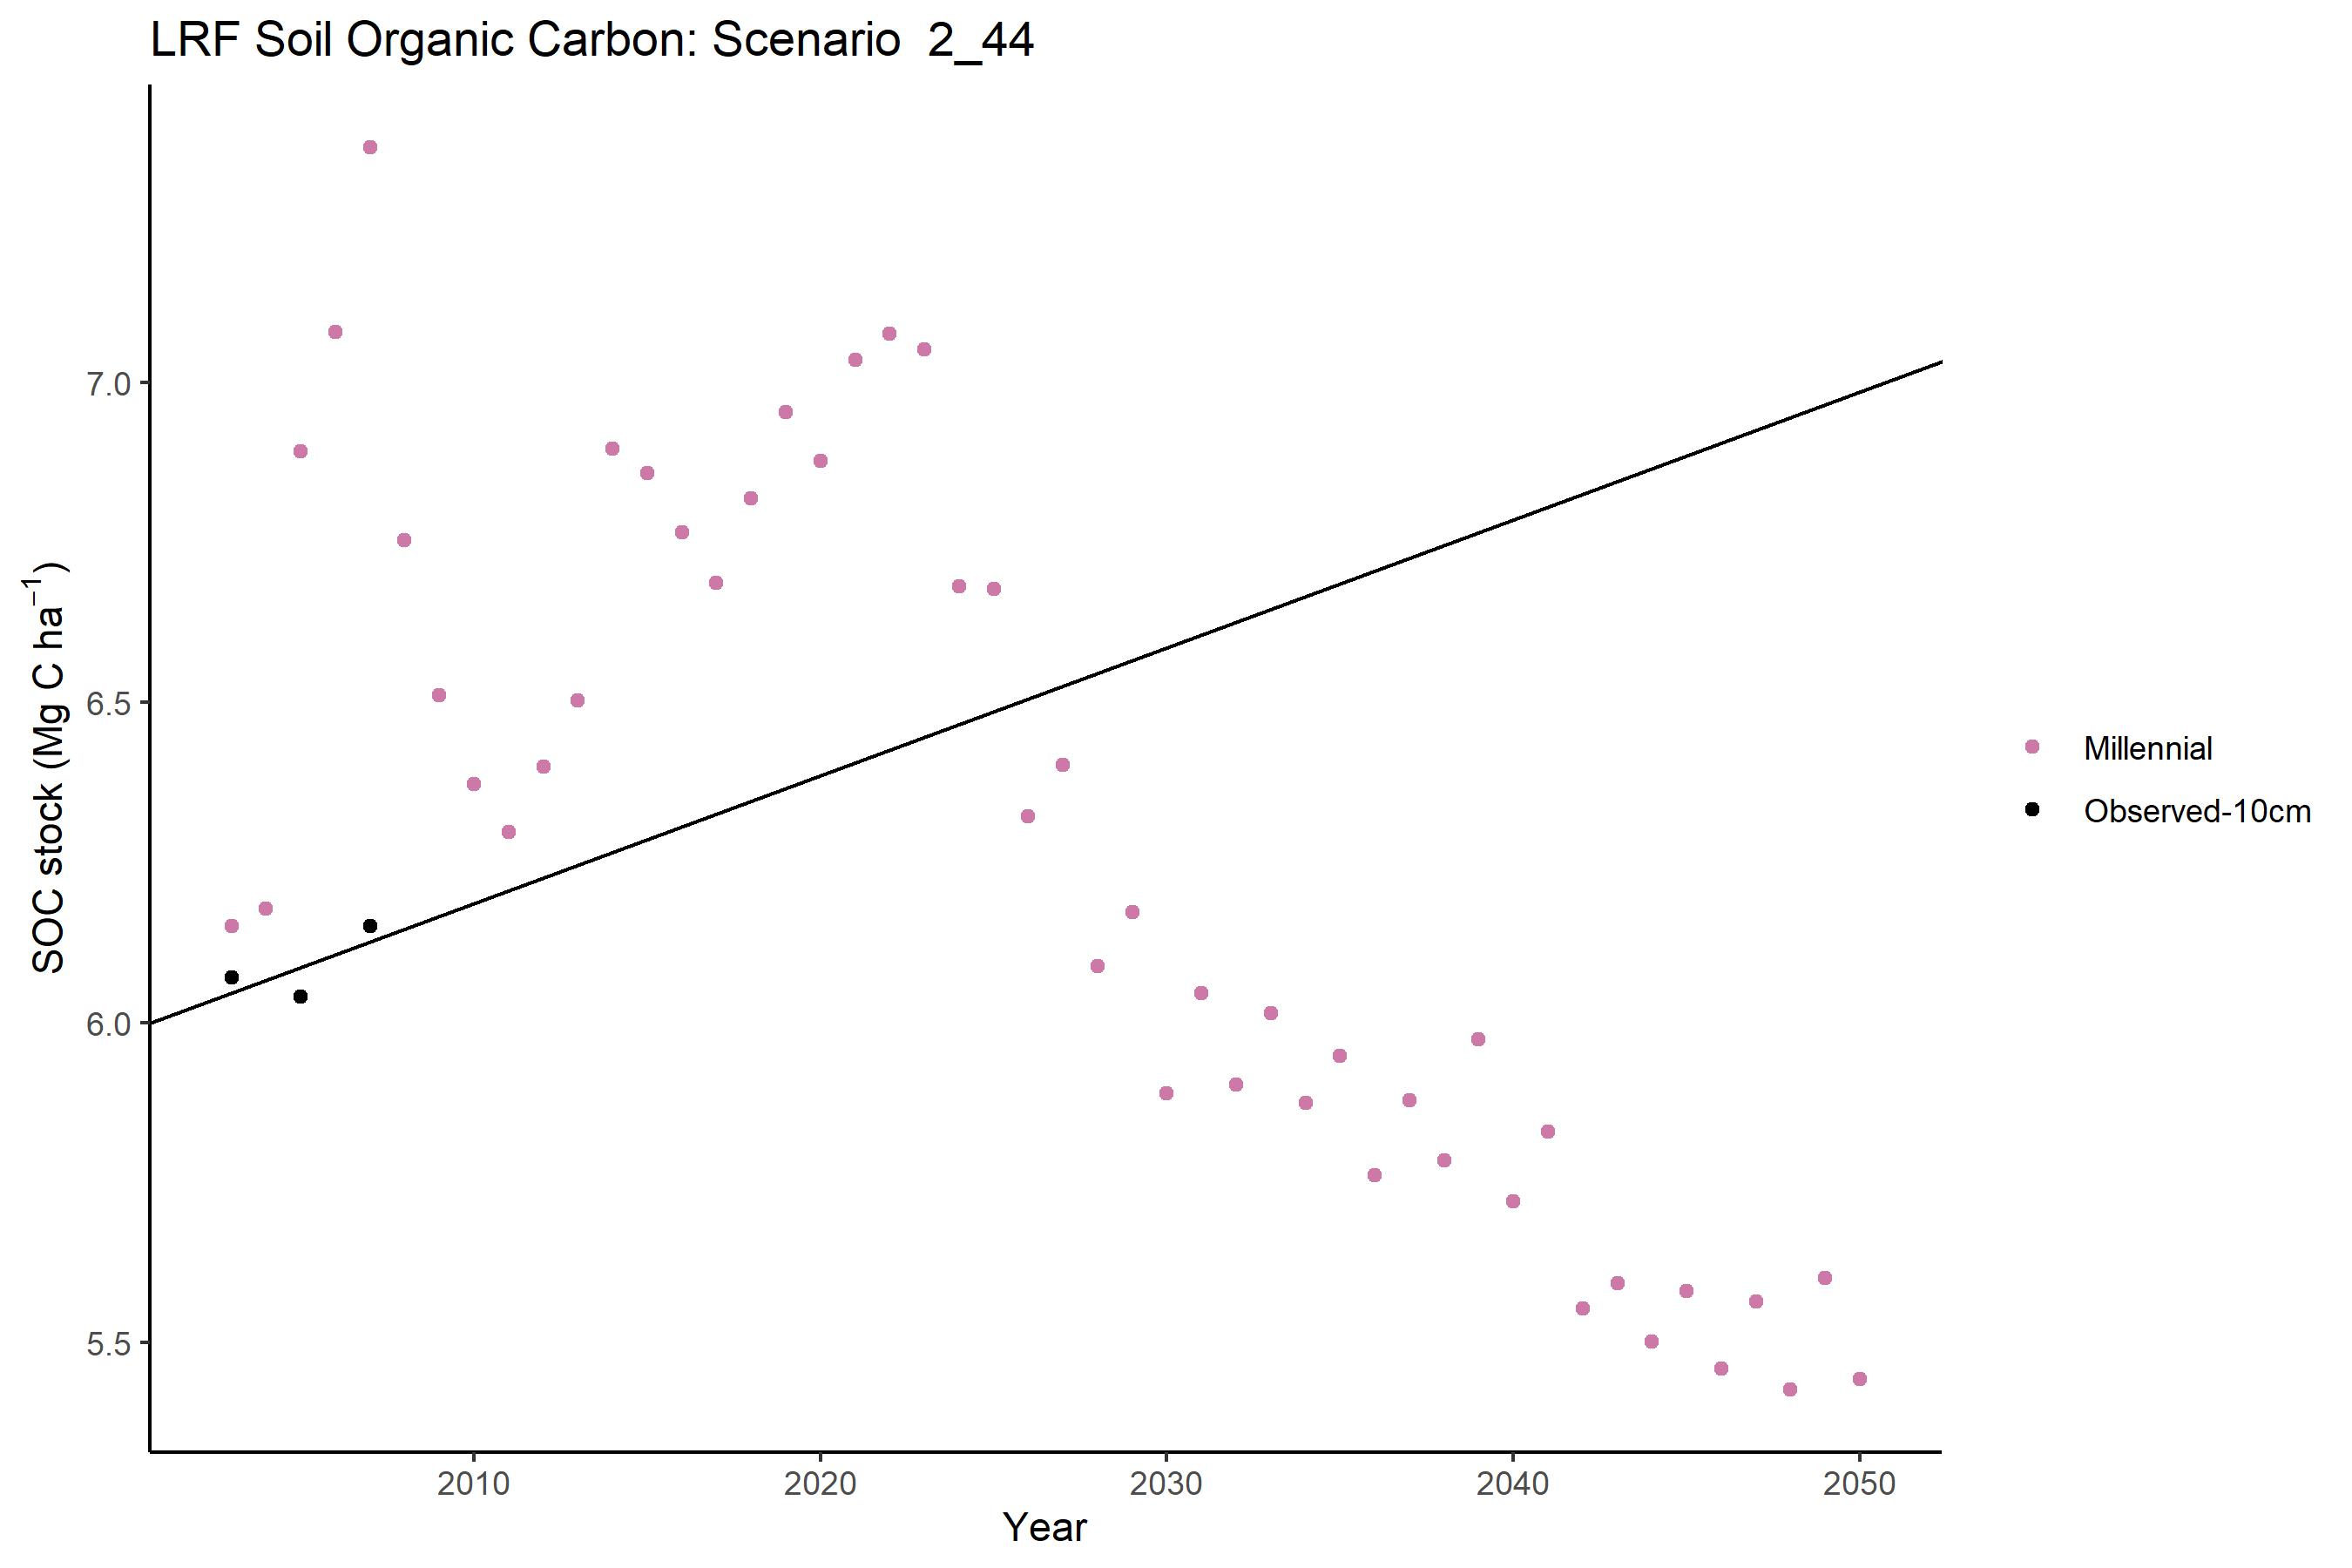 LRF Soil Organic Carbon: Scenario  2_44
SOC stock (Mg C ha⁻¹)
7.0
6.5
6.0
5.5
2010 2020 2030 2040 2050
Year
Millennial
Observed-10cm